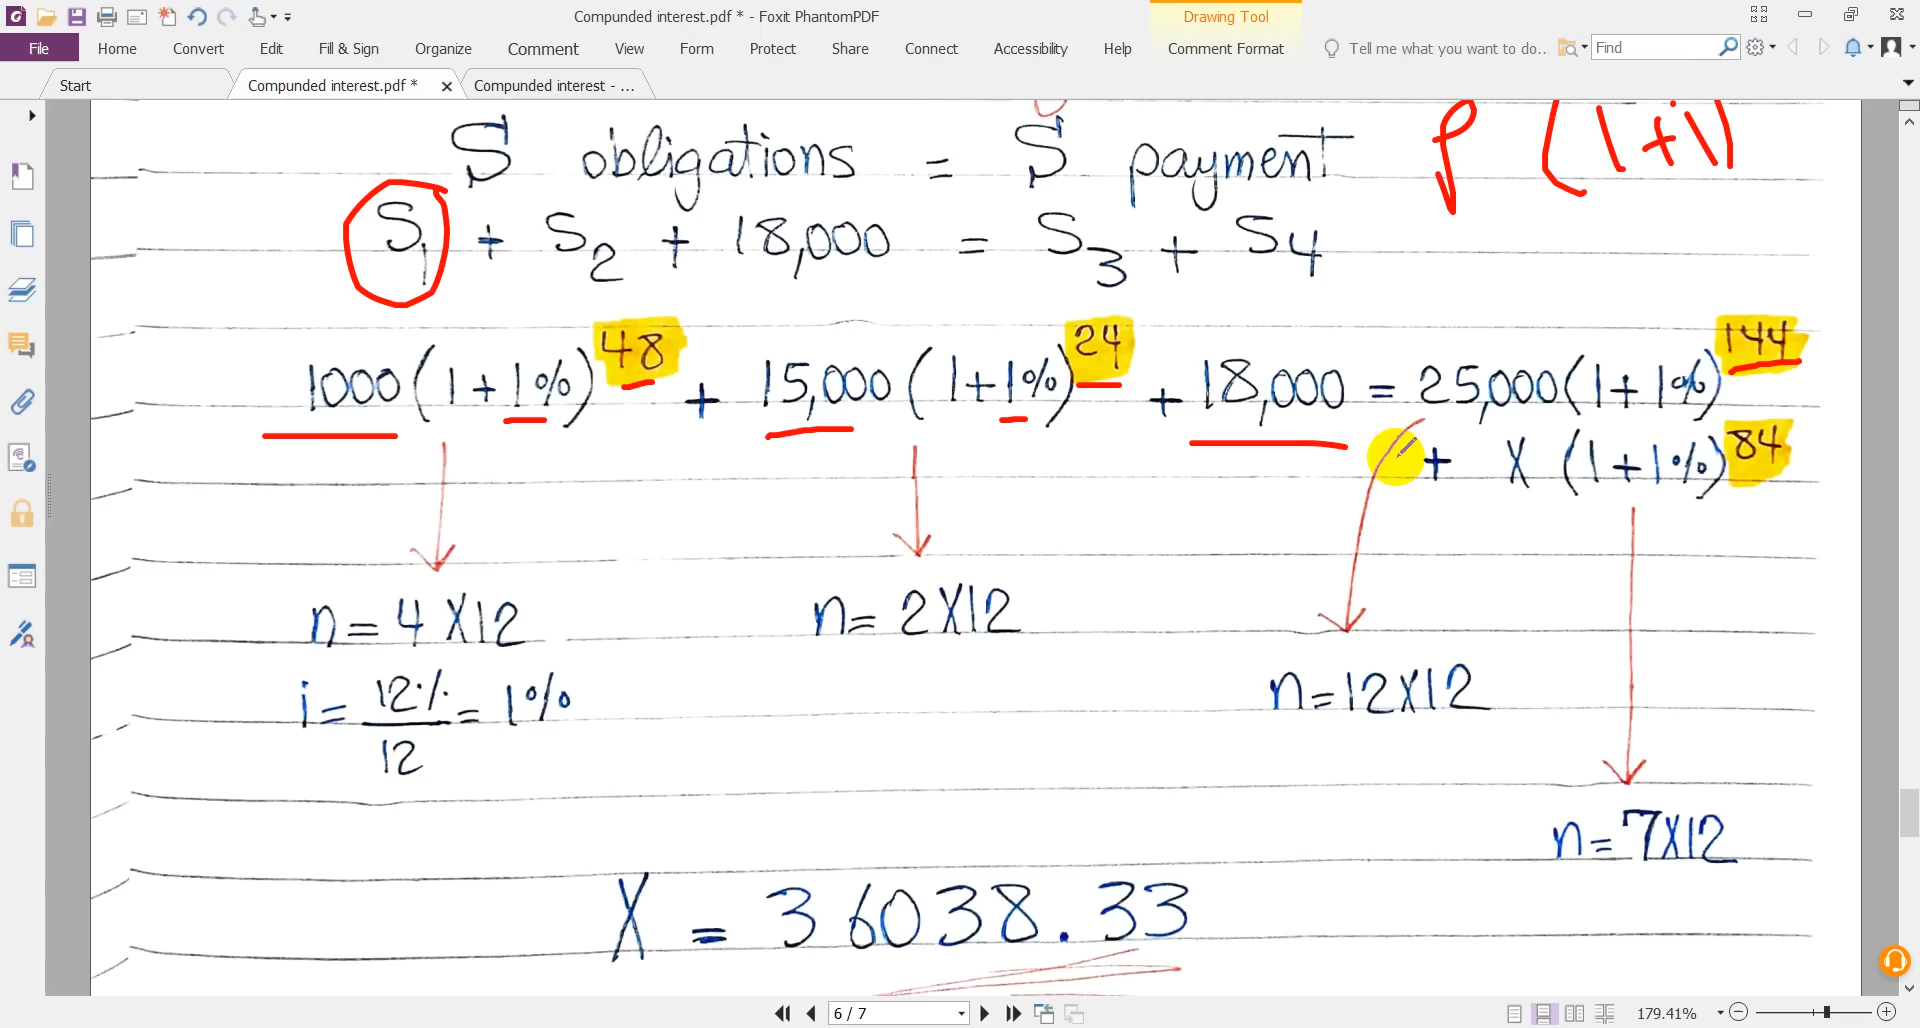 Compunded interest.pdf * - Foxit PhantomPDF
Drawing Tool
File Home Convert Edit Fill & Sign Organize Comment View Form Protect Share Connect Accessibility Help Comment Format Tell me what you want to do.. Find
Start Compunded interest.pdf * Compunded interest - ...
S obligations = S payment P (1+i)
S1 + S2 + 18,000 = S3 + S4
1000(1+1%)^48 + 15,000(1+1%)^24 + 18,000 = 25,000(1+1%)^144
+ X (1+1%)^84
n=4X12 n=2X12
n=12X12
i= 12% / 12 = 1%
n=7X12
X = 36038.33
6 / 7 179.41%